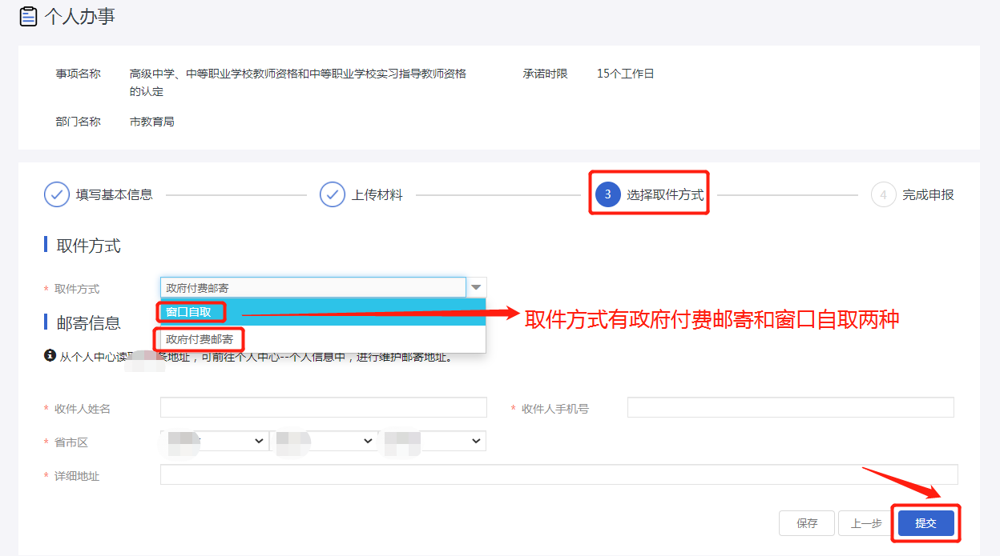 个人办事
事项名称
高级中学、中等职业学校教师资格和中等职业学校实习指导教师资格
的认定
承诺时限
15个工作日
部门名称
市教育局
填写基本信息
上传材料
3 选择取件方式
4 完成申报
取件方式
* 取件方式
政府付费邮寄
窗口自取
政府付费邮寄
取件方式有政府付费邮寄和窗口自取两种
邮寄信息
从个人中心读 条地址，可前往个人中心--个人信息中，进行维护邮寄地址。
* 收件人姓名
* 收件人手机号
* 省市区
* 详细地址
保存
上一步
提交